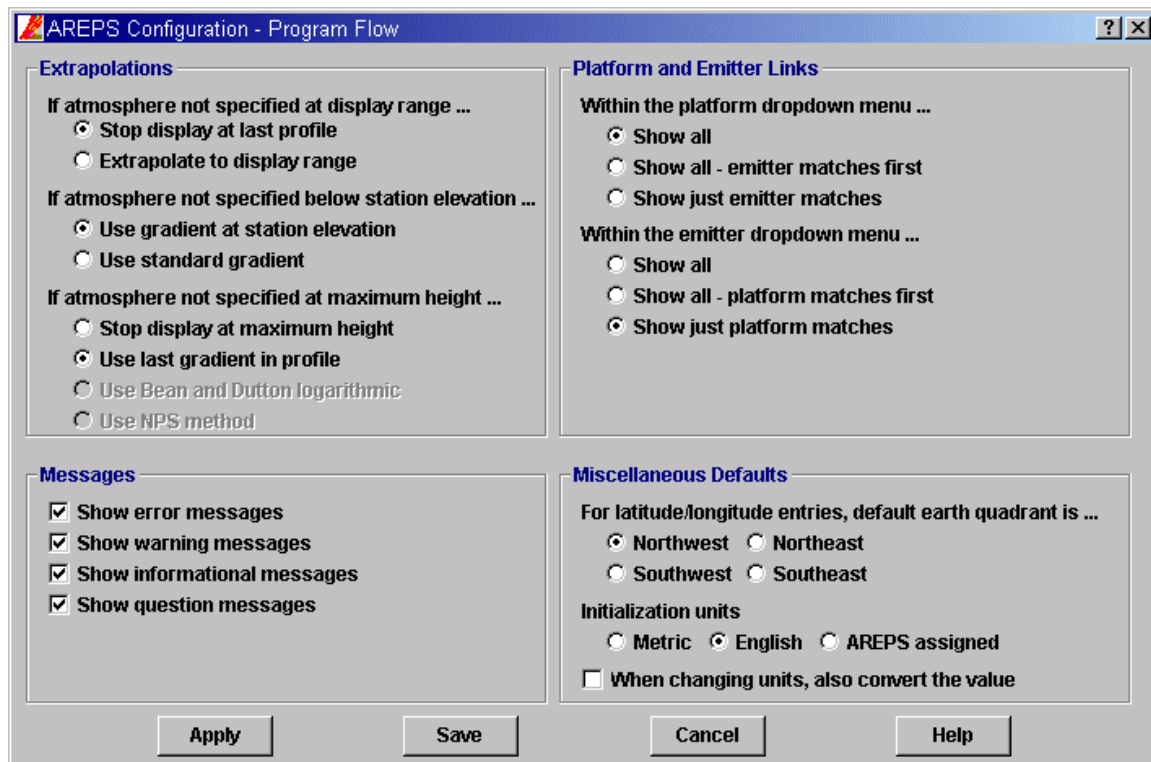 AREPS Configuration - Program Flow
Extrapolations
If atmosphere not specified at display range ...
Stop display at last profile
Extrapolate to display range
If atmosphere not specified below station elevation ...
Use gradient at station elevation
Use standard gradient
If atmosphere not specified at maximum height ...
Stop display at maximum height
Use last gradient in profile
Use Bean and Dutton logarithmic
Use NPS method
Platform and Emitter Links
Within the platform dropdown menu ...
Show all
Show all - emitter matches first
Show just emitter matches
Within the emitter dropdown menu ...
Show all
Show all - platform matches first
Show just platform matches
Messages
Show error messages
Show warning messages
Show informational messages
Show question messages
Miscellaneous Defaults
For latitude/longitude entries, default earth quadrant is ...
Northwest Northeast
Southwest Southeast
Initialization units
Metric English AREPS assigned
When changing units, also convert the value
Apply Save Cancel Help